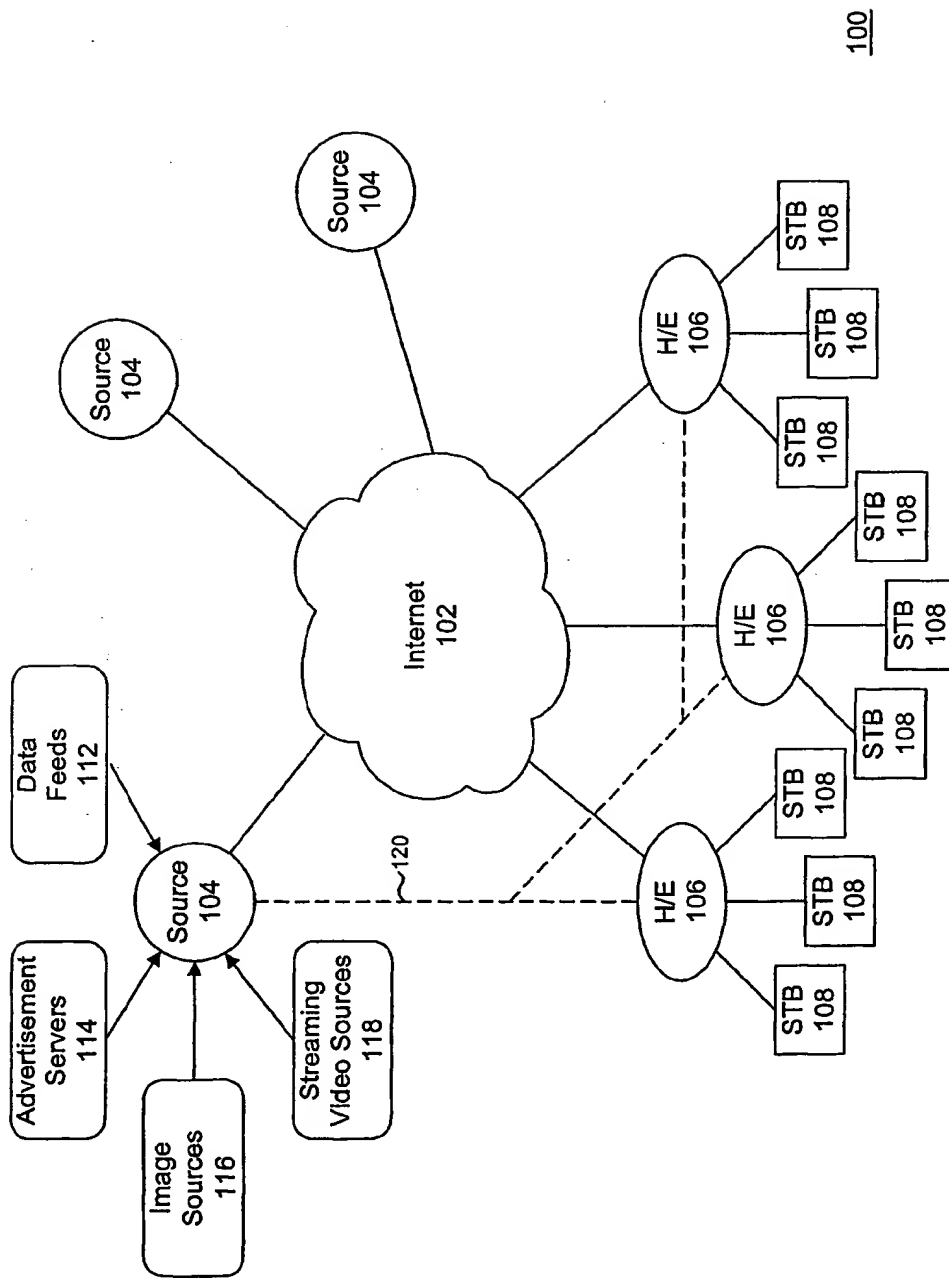 Advertisement
Servers
114
Data
Feeds
112
Image
Sources
116
Streaming
Video Sources
118
Source
104
Source
104
Source
104
Internet
102
120
H/E
106
H/E
106
H/E
106
STB
108
STB
108
STB
108
STB
108
STB
108
STB
108
STB
108
STB
108
STB
108
100